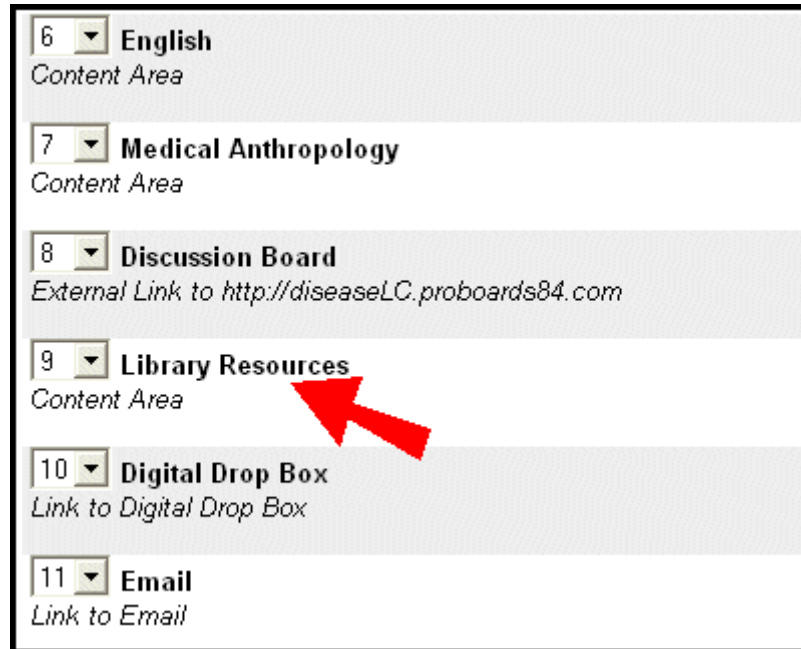 6 English
Content Area
7 Medical Anthropology
Content Area
8 Discussion Board
External Link to http://diseaseLC.proboards84.com
9 Library Resources
Content Area
10 Digital Drop Box
Link to Digital Drop Box
11 Email
Link to Email